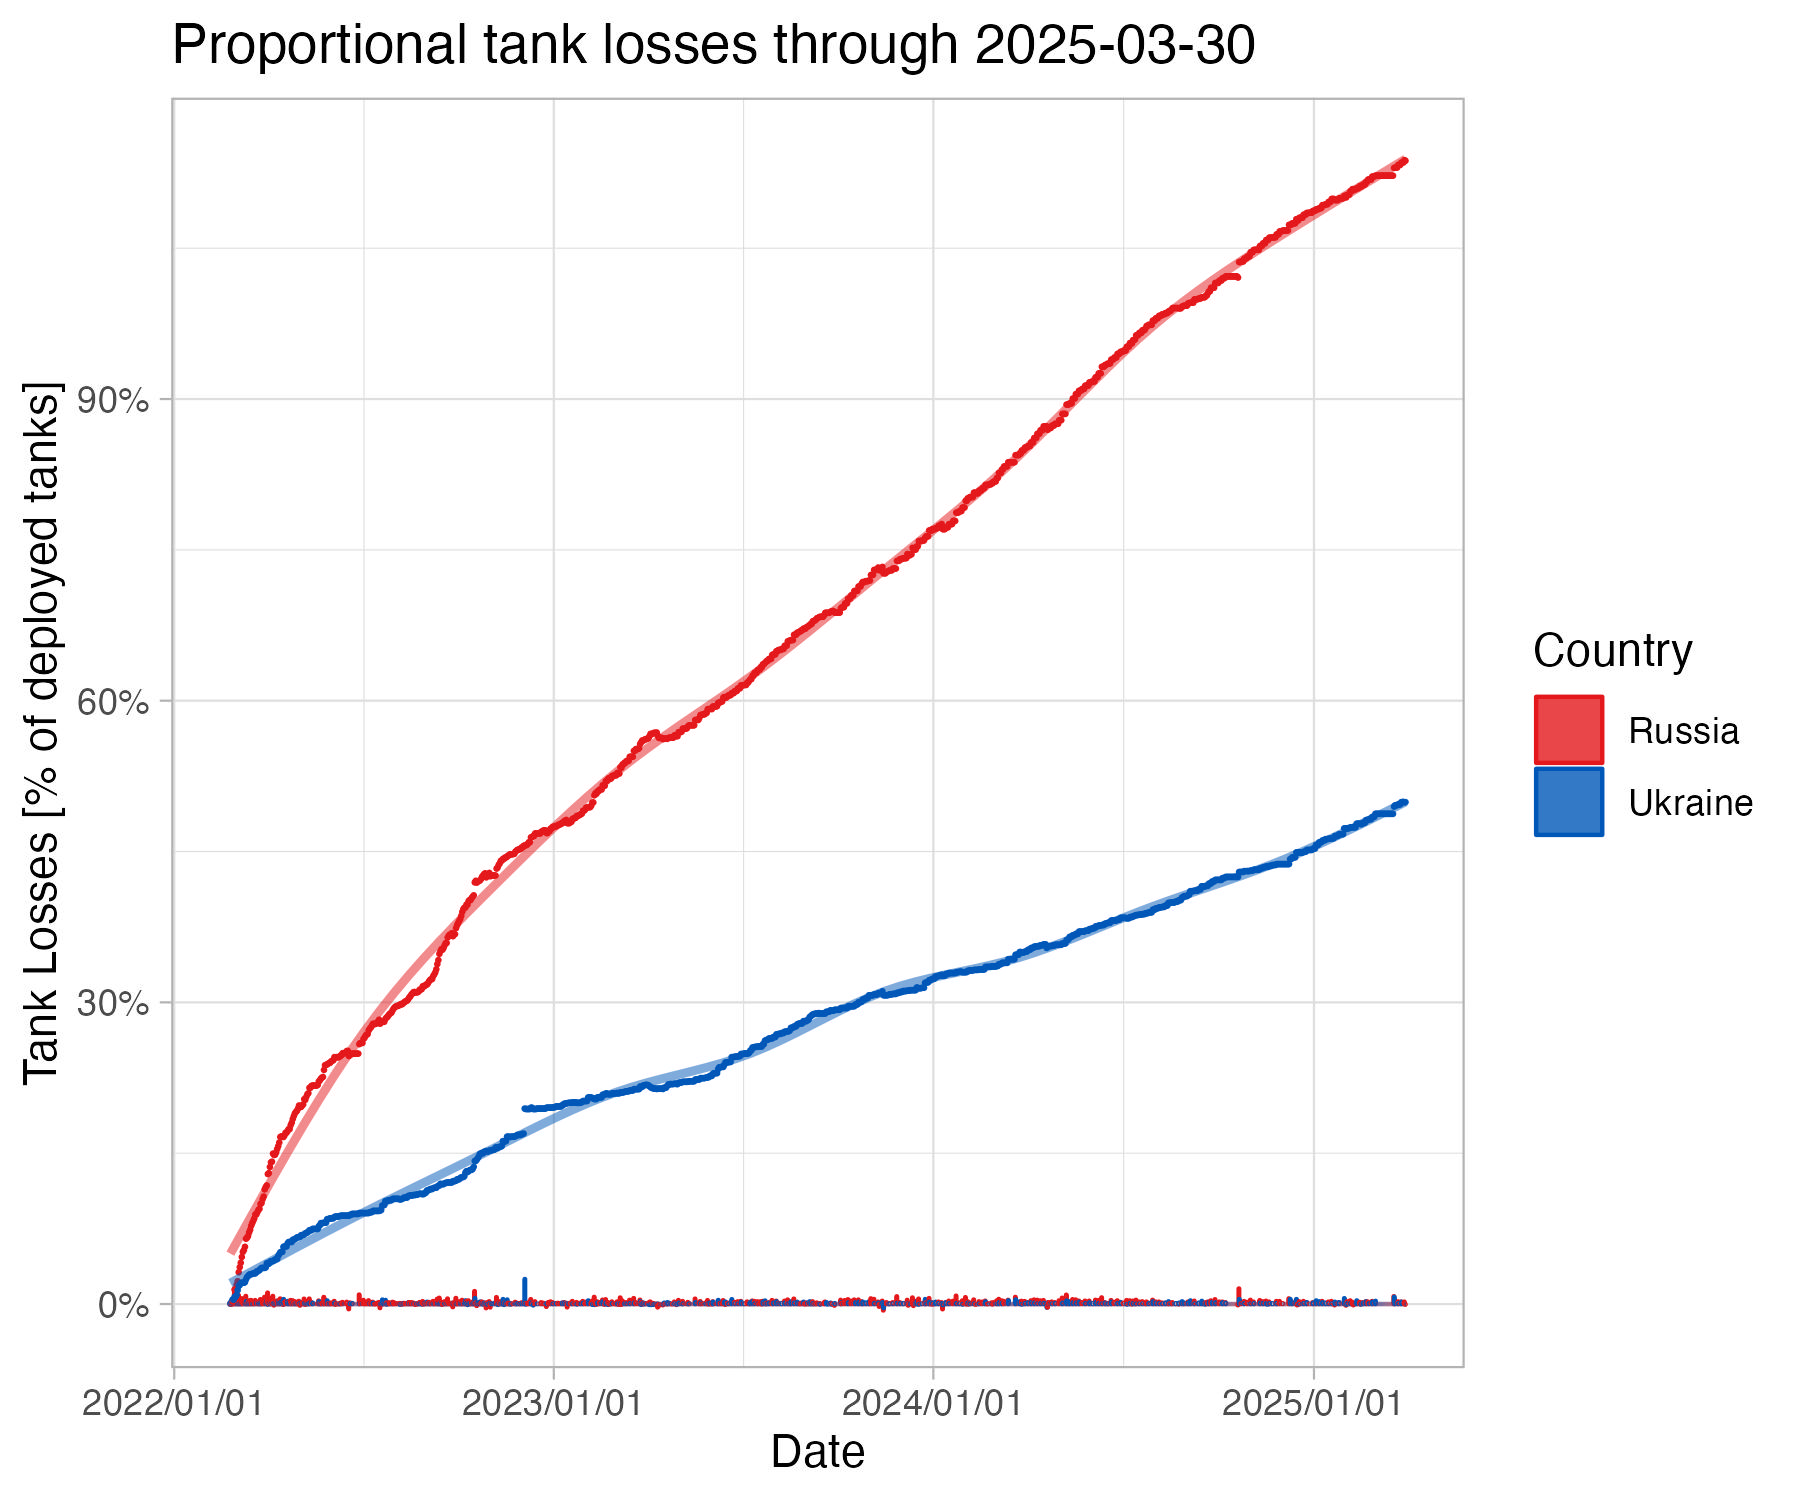 Proportional tank losses through 2025-03-30
Tank Losses [% of deployed tanks]
90%
60%
30%
0%
2022/01/01
2023/01/01
2024/01/01
2025/01/01
Date
Country
Russia
Ukraine